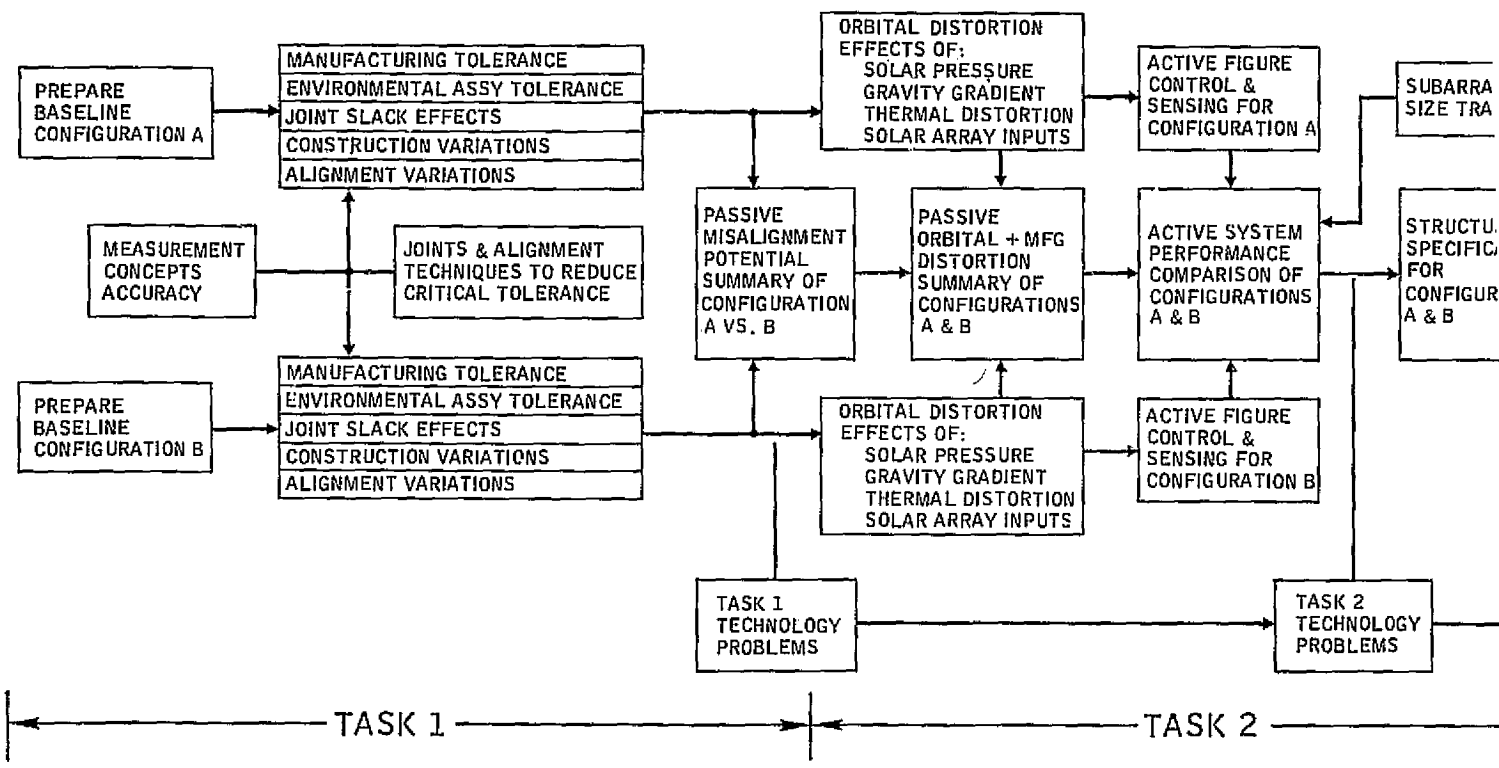 PREPARE
BASELINE
CONFIGURATION A
MANUFACTURING TOLERANCE
ENVIRONMENTAL ASSY TOLERANCE
JOINT SLACK EFFECTS
CONSTRUCTION VARIATIONS
ALIGNMENT VARIATIONS
ORBITAL DISTORTION
EFFECTS OF:
SOLAR PRESSURE
GRAVITY GRADIENT
THERMAL DISTORTION
SOLAR ARRAY INPUTS
ACTIVE FIGURE
CONTROL &
SENSING FOR
CONFIGURATION A
SUBARRA
SIZE TRA
MEASUREMENT
CONCEPTS
ACCURACY
JOINTS & ALIGNMENT
TECHNIQUES TO REDUCE
CRITICAL TOLERANCE
PASSIVE
MISALIGNMENT
POTENTIAL
SUMMARY OF
CONFIGURATION
A VS. B
PASSIVE
ORBITAL + MFG
DISTORTION
SUMMARY OF
CONFIGURATIONS
A & B
ACTIVE SYSTEM
PERFORMANCE
COMPARISON OF
CONFIGURATIONS
A & B
STRUCTU
SPECIFICA
FOR
CONFIGUR
A & B
PREPARE
BASELINE
CONFIGURATION B
MANUFACTURING TOLERANCE
ENVIRONMENTAL ASSY TOLERANCE
JOINT SLACK EFFECTS
CONSTRUCTION VARIATIONS
ALIGNMENT VARIATIONS
ORBITAL DISTORTION
EFFECTS OF:
SOLAR PRESSURE
GRAVITY GRADIENT
THERMAL DISTORTION
SOLAR ARRAY INPUTS
ACTIVE FIGURE
CONTROL &
SENSING FOR
CONFIGURATION B
TASK 1
TECHNOLOGY
PROBLEMS
TASK 2
TECHNOLOGY
PROBLEMS
TASK 1
TASK 2